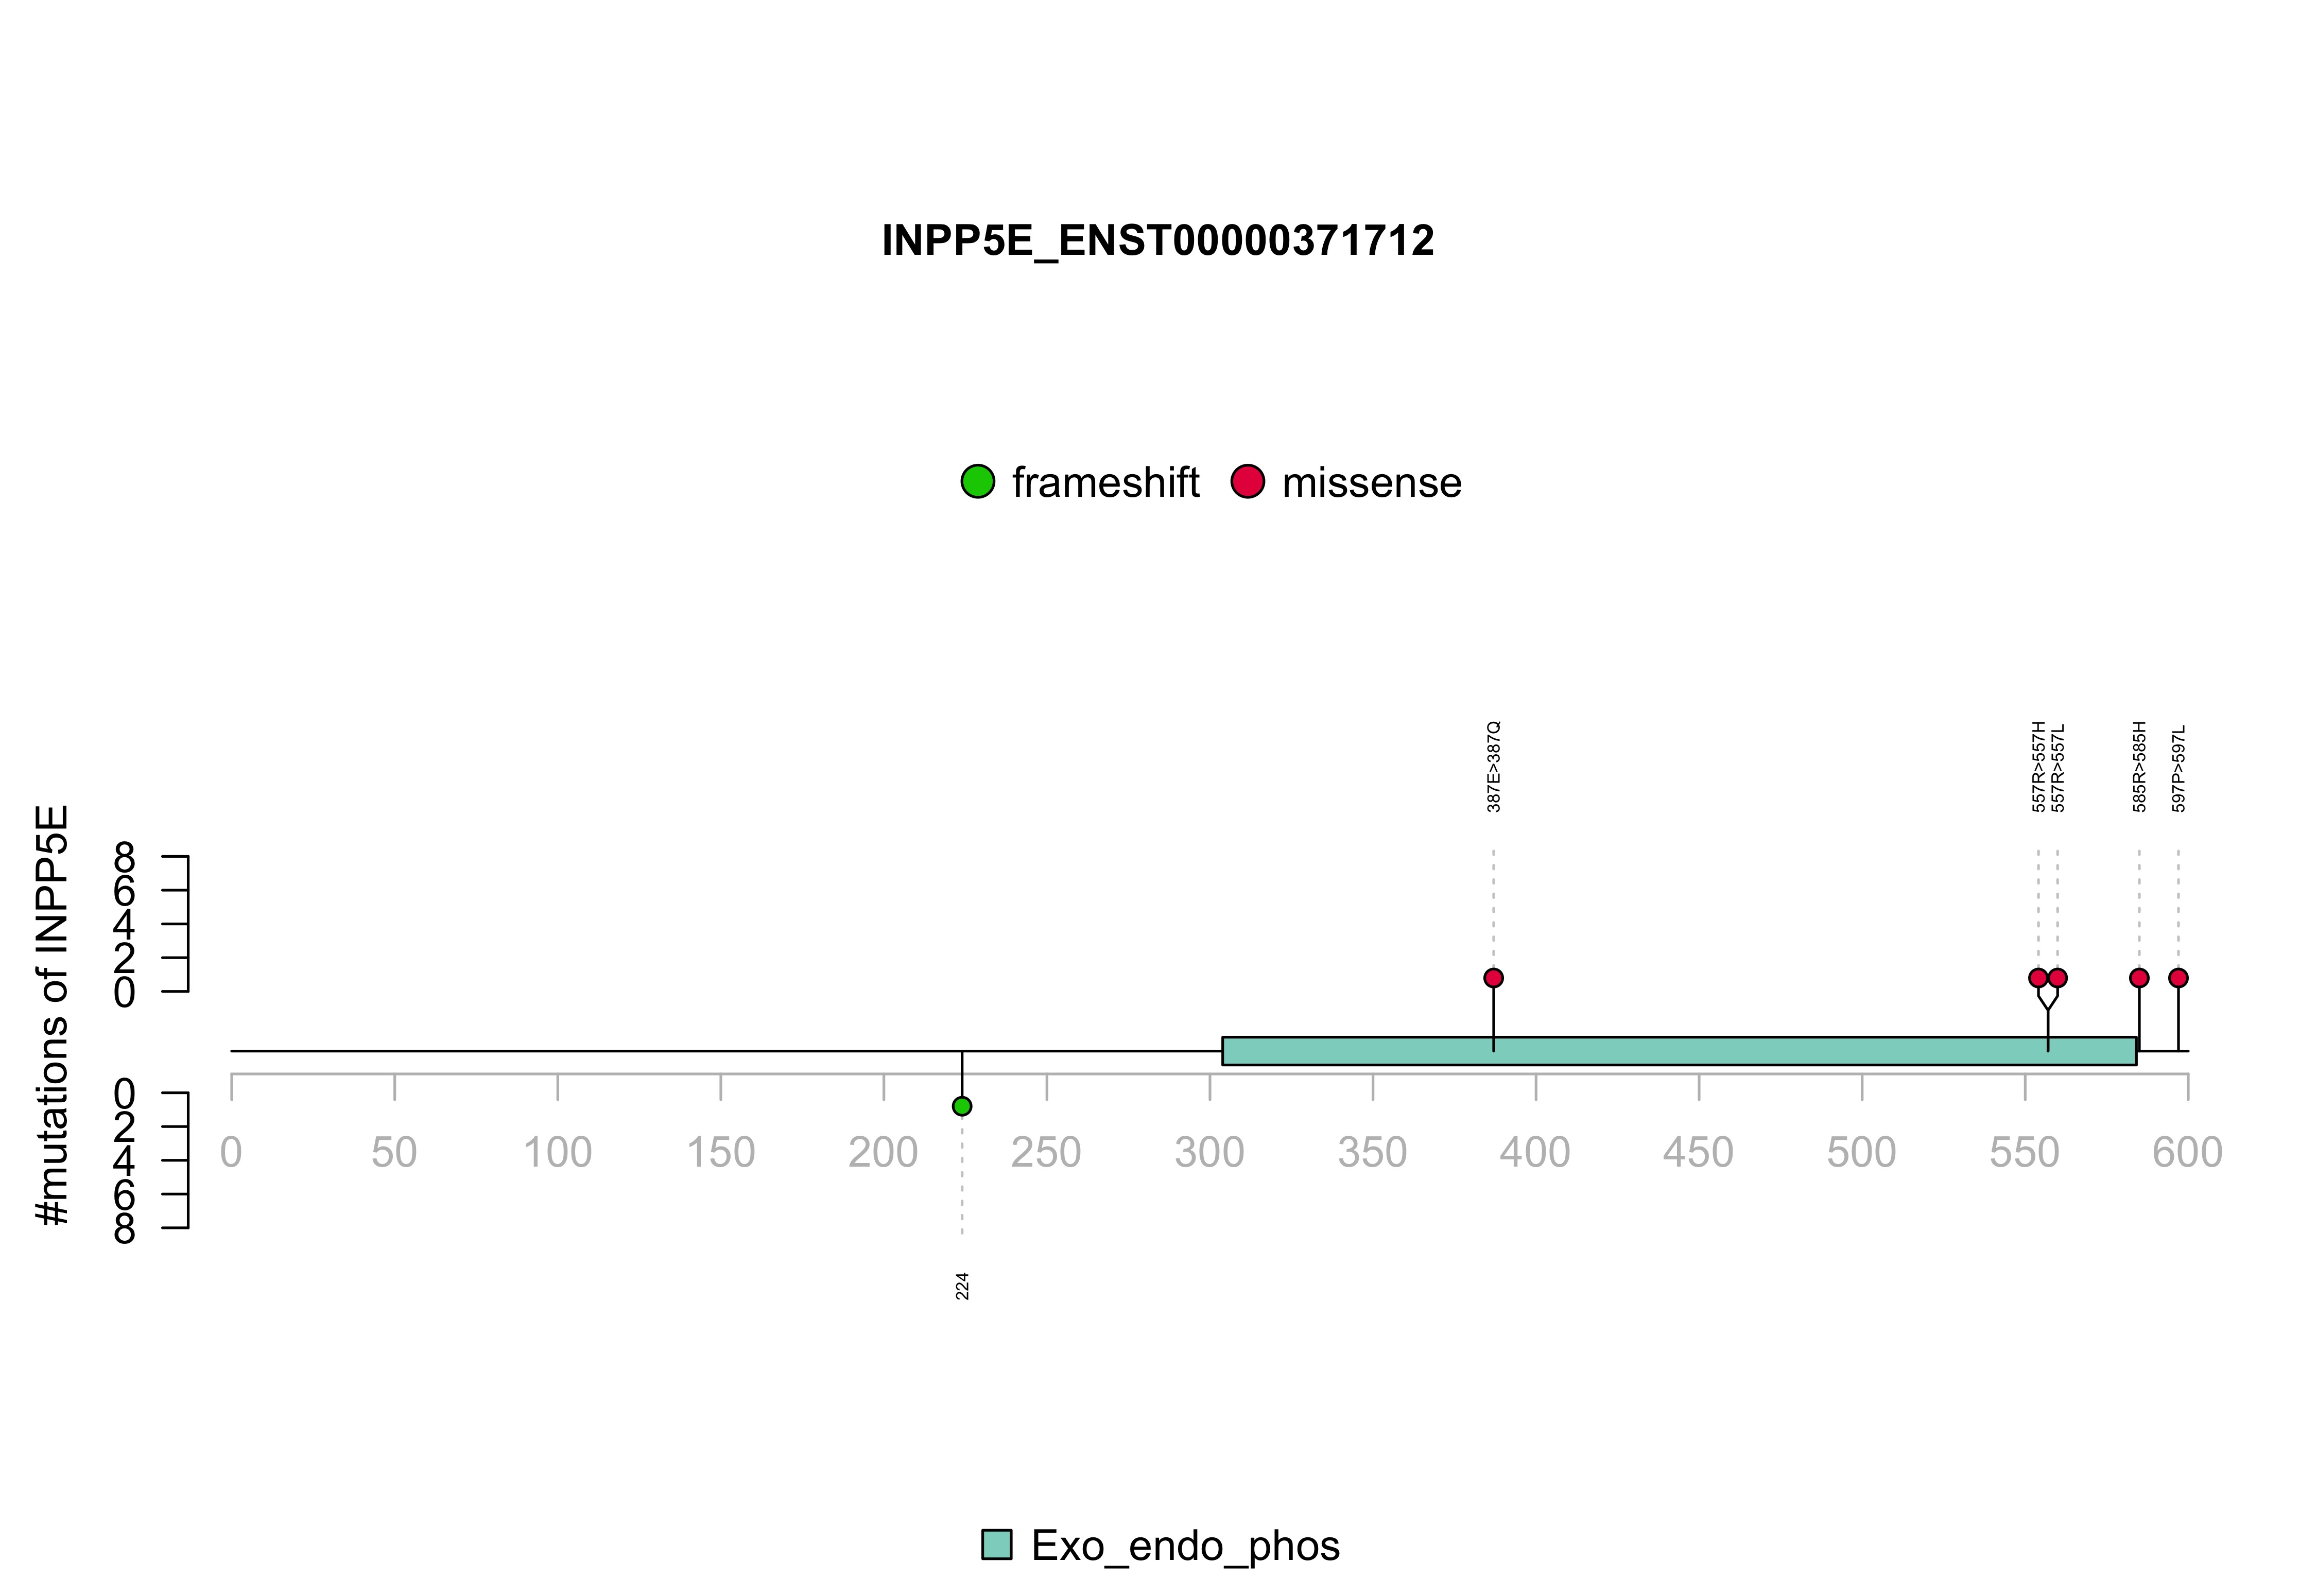 INPP5E_ENST00000371712
frameshift missense
387E>387Q
557R>557H
557R>557L
585R>585H
597P>597L
#mutations of INPP5E
8
6
4
2
0
0
2
4
6
8
0 50 100 150 200 250 300 350 400 450 500 550 600
224
Exo_endo_phos